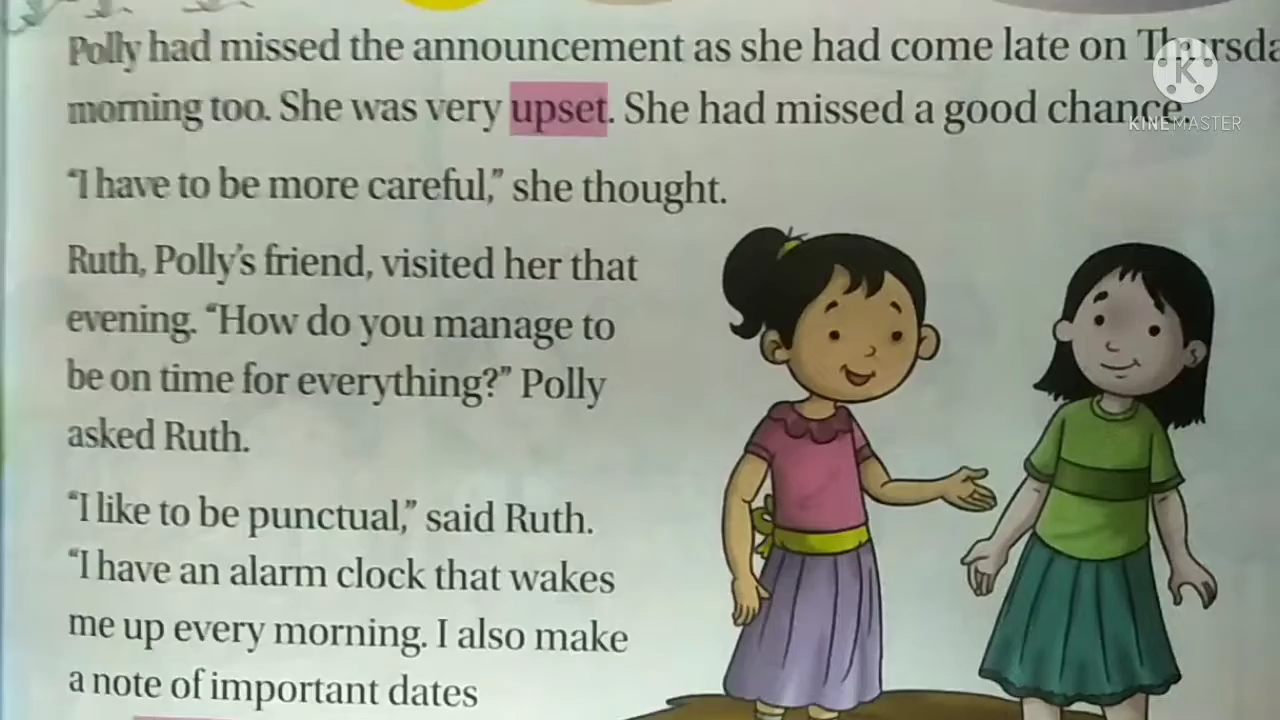 Polly had missed the announcement as she had come late on Thursda
morning too. She was very upset. She had missed a good chance.
KINEMASTER
"I have to be more careful," she thought.
Ruth, Polly's friend, visited her that
evening. "How do you manage to
be on time for everything?" Polly
asked Ruth.
"I like to be punctual," said Ruth.
"I have an alarm clock that wakes
me up every morning. I also make
a note of important dates